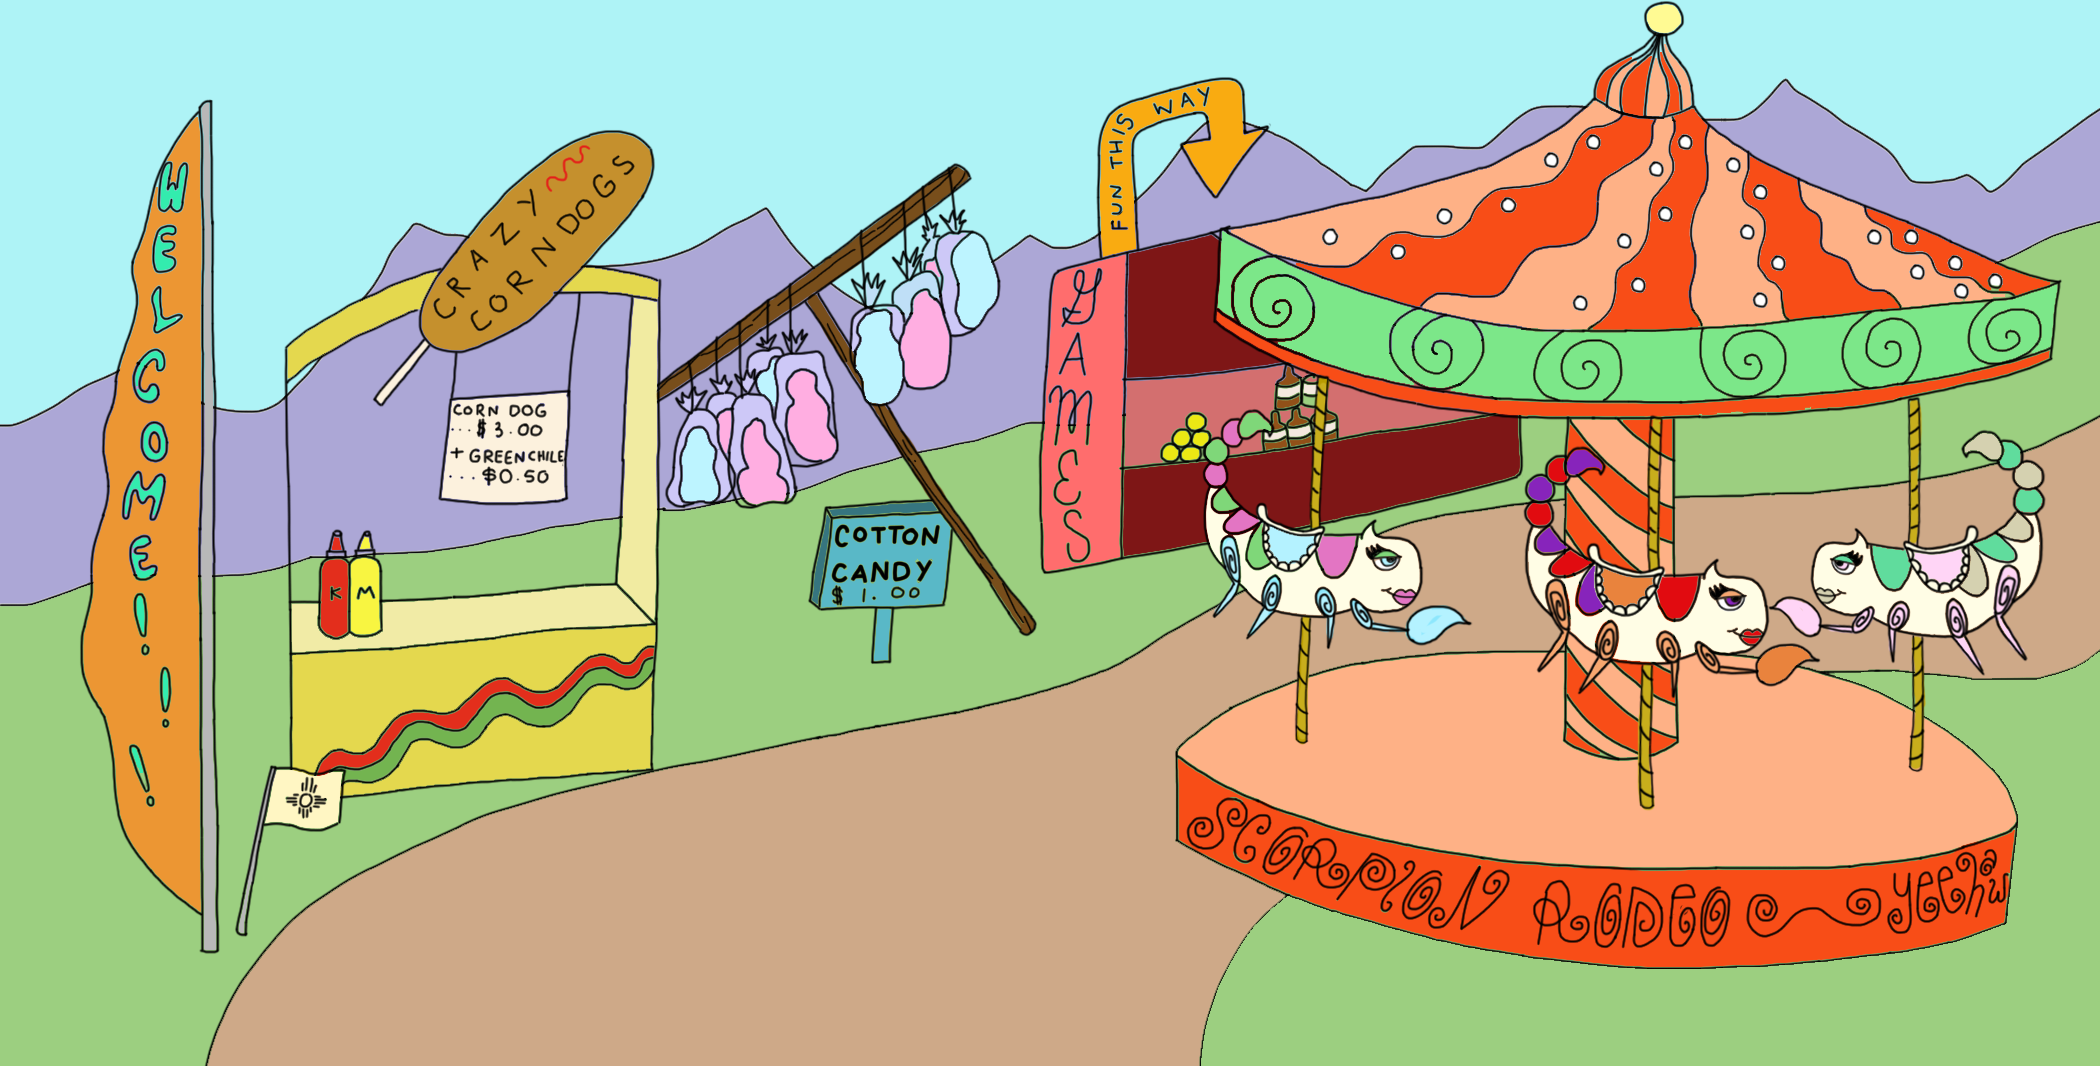 WELCOME!!!
CRAZY
CORNDOGS
CORN DOG
...$3.00
+ GREENCHILE
...$0.50
K
M
COTTON
CANDY
$1.00
FUN THIS WAY
GAMES
SCORPION RODEO yeehaw